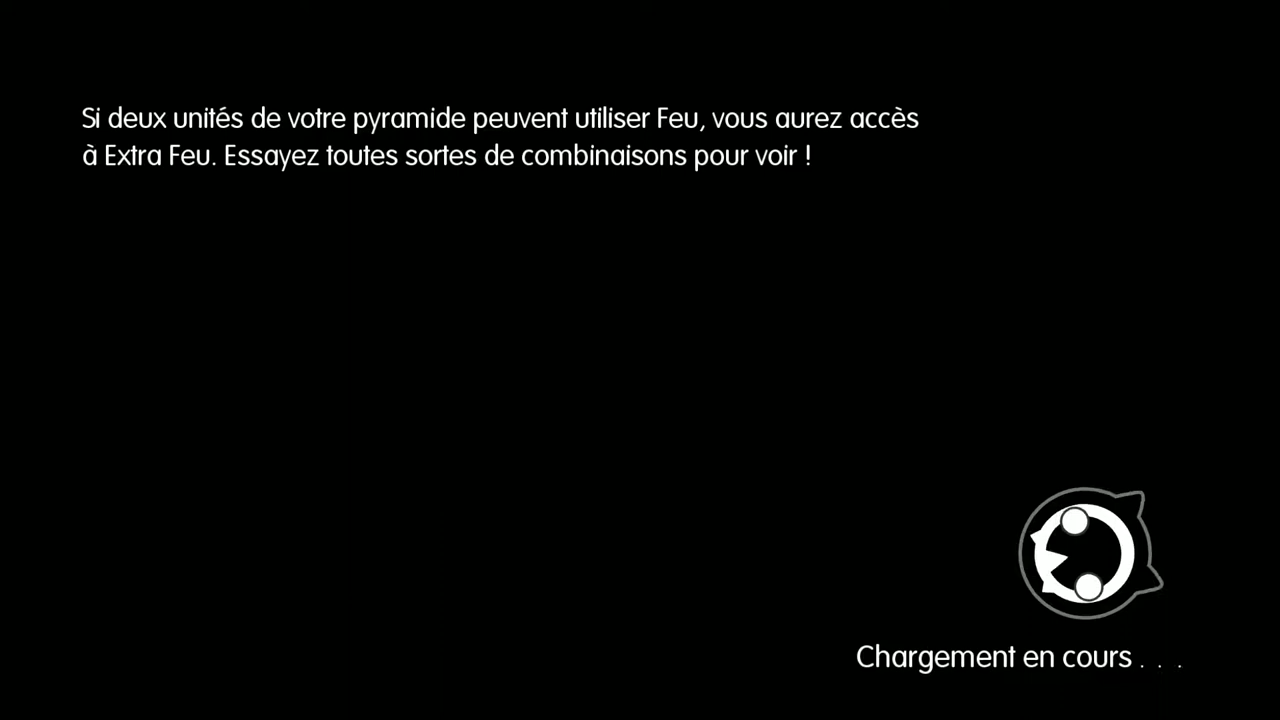 Si deux unités de votre pyramide peuvent utiliser Feu, vous aurez accès
à Extra Feu. Essayez toutes sortes de combinaisons pour voir !
Chargement en cours . . .